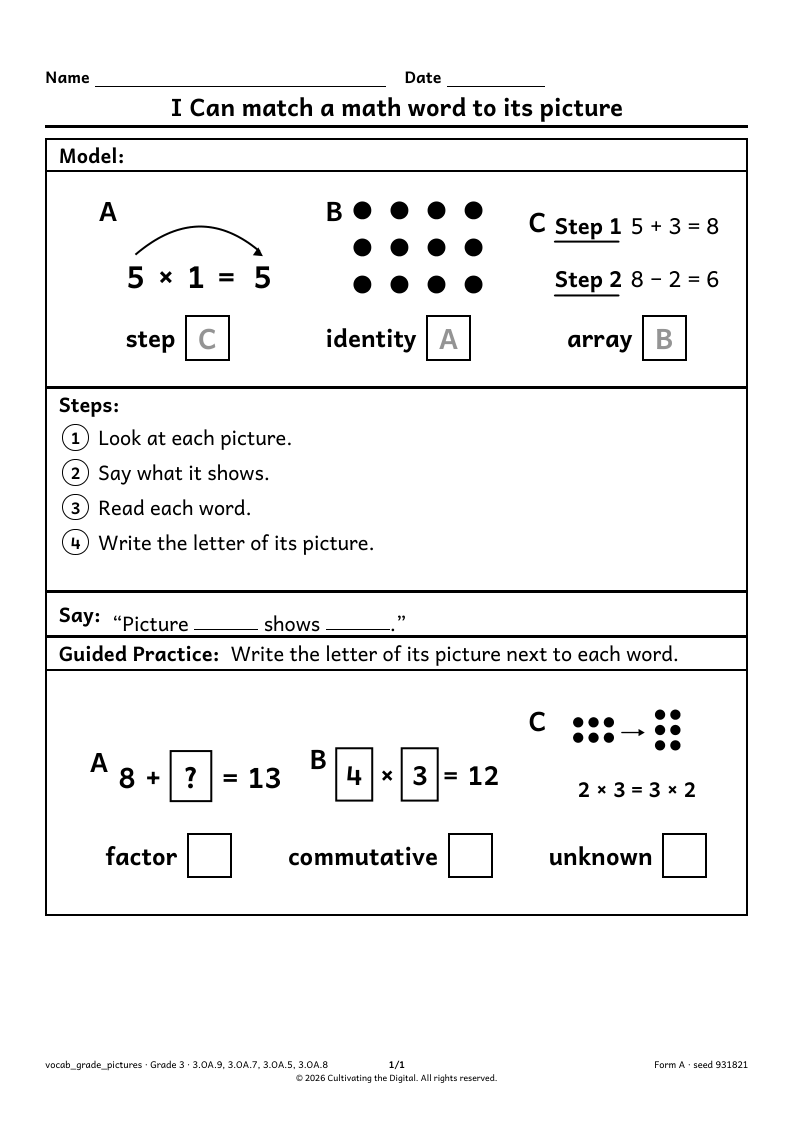 Name Date
I Can match a math word to its picture
Model:
A
5 × 1 = 5
B
C Step 1 5 + 3 = 8
Step 2 8 − 2 = 6
step C identity A array B
Steps:
1 Look at each picture.
2 Say what it shows.
3 Read each word.
4 Write the letter of its picture.
Say: “Picture ______ shows ______.”
Guided Practice: Write the letter of its picture next to each word.
A 8 + ? = 13
B 4 × 3 = 12
C
2 × 3 = 3 × 2
factor commutative unknown
vocab_grade_pictures · Grade 3 · 3.OA.9, 3.OA.7, 3.OA.5, 3.OA.8 1/1 Form A · seed 931821
© 2026 Cultivating the Digital. All rights reserved.